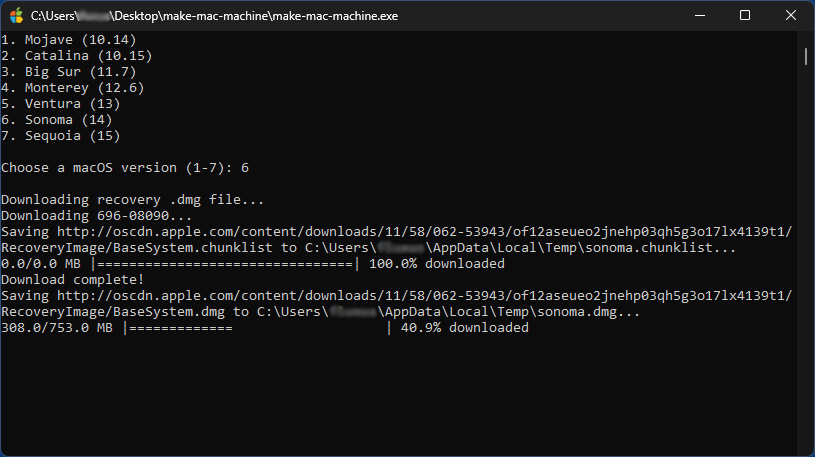 C:\Users\\Desktop\make-mac-machine\make-mac-machine.exe
1. Mojave (10.14)
2. Catalina (10.15)
3. Big Sur (11.7)
4. Monterey (12.6)
5. Ventura (13)
6. Sonoma (14)
7. Sequoia (15)
Choose a macOS version (1-7): 6
Downloading recovery .dmg file...
Downloading 696-08090...
Saving http://oscdn.apple.com/content/downloads/11/58/062-53943/of12aseueo2jnehp03qh5g3o17lx4139t1/
RecoveryImage/BaseSystem.chunklist to C:\Users\\AppData\Local\Temp\sonoma.chunklist...
0.0/0.0 MB |================================| 100.0% downloaded
Download complete!
Saving http://oscdn.apple.com/content/downloads/11/58/062-53943/of12aseueo2jnehp03qh5g3o17lx4139t1/
RecoveryImage/BaseSystem.dmg to C:\Users\\AppData\Local\Temp\sonoma.dmg...
308.0/753.0 MB |=============                   | 40.9% downloaded